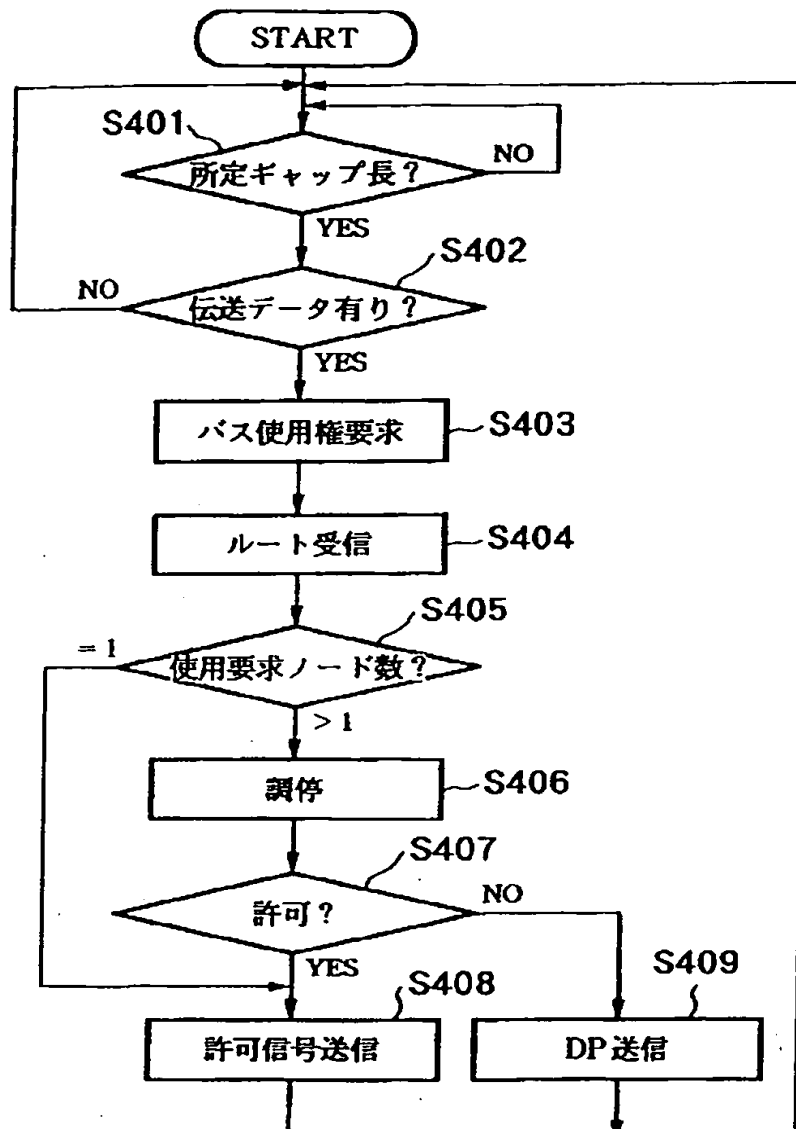 START
S401
所定ギャップ長?
NO
YES
S402
NO
伝送データ有り?
YES
バス使用権要求
S403
ルート受信
S404
S405
= 1
使用要求ノード数?
> 1
調停
S406
S407
許可?
NO
YES
S408
S409
許可信号送信
DP送信